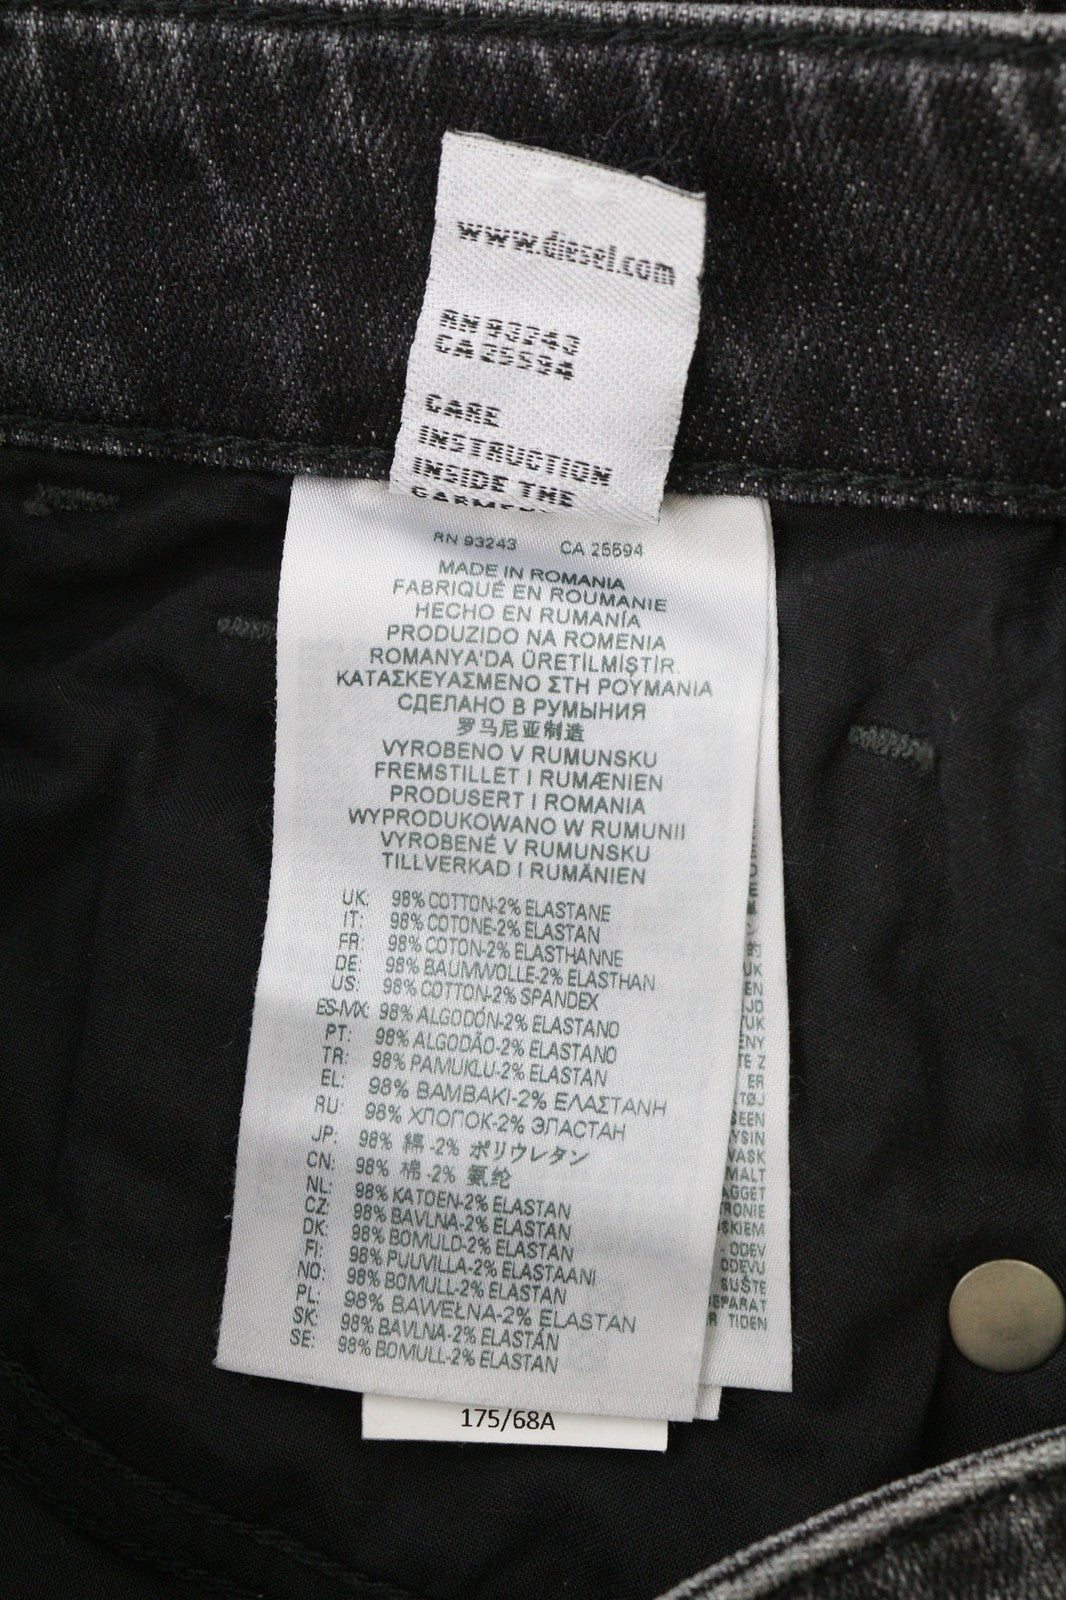 www.diesel.com
RN 93243
CA 25594
CARE
INSTRUCTION
INSIDE THE
RN 93243 CA 25594
MADE IN ROMANIA
FABRIQUÉ EN ROUMANIE
HECHO EN RUMANÍA
PRODUZIDO NA ROMENIA
ROMANYA'DA ÜRETİLMİŞTİR.
ΚΑΤΑΣΚΕΥΑΣΜΕΝΟ ΣΤΗ ΡΟΥΜΑΝΙΑ
СДЕЛАНО В РУМЫНИЯ
罗马尼亚制造
VYROBENO V RUMUNSKU
FREMSTILLET I RUMÆNIEN
PRODUSERT I ROMANIA
WYPRODUKOWANO W RUMUNII
VYROBENÉ V RUMUNSKU
TILLVERKAD I RUMÄNIEN
UK: 98% COTTON-2% ELASTANE
IT: 98% COTONE-2% ELASTAN
FR: 98% COTON-2% ELASTHANNE
DE: 98% BAUMWOLLE-2% ELASTHAN
US: 98% COTTON-2% SPANDEX
ES-MX: 98% ALGODÓN-2% ELASTANO
PT: 98% ALGODÃO-2% ELASTANO
TR: 98% PAMUKLU-2% ELASTAN
EL: 98% ΒΑΜΒΑΚΙ-2% ΕΛΑΣΤΑΝΗ
RU: 98% ХЛОПОК-2% ЭЛАСТАН
JP: 98% 綿 -2% ポリウレタン
CN: 98% 棉 -2% 氨纶
NL: 98% KATOEN-2% ELASTAN
CZ: 98% BAVLNA-2% ELASTAN
DK: 98% BOMULD-2% ELASTAN
FI: 98% PUUVILLA-2% ELASTAANI
NO: 98% BOMULL-2% ELASTAN
PL: 98% BAWEŁNA-2% ELASTAN
SK: 98% BAVLNA-2% ELASTÁN
SE: 98% BOMULL-2% ELASTAN
175/68A